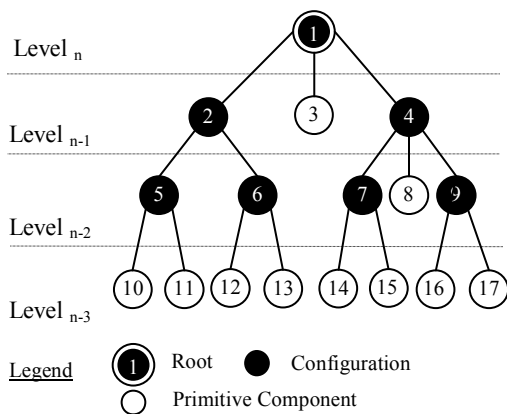 1
Level n
2
3
4
Level n-1
5
6
7
8
9
Level n-2
10
11
12
13
14
15
16
17
Level n-3
Legend
1
Root
Configuration
Primitive Component